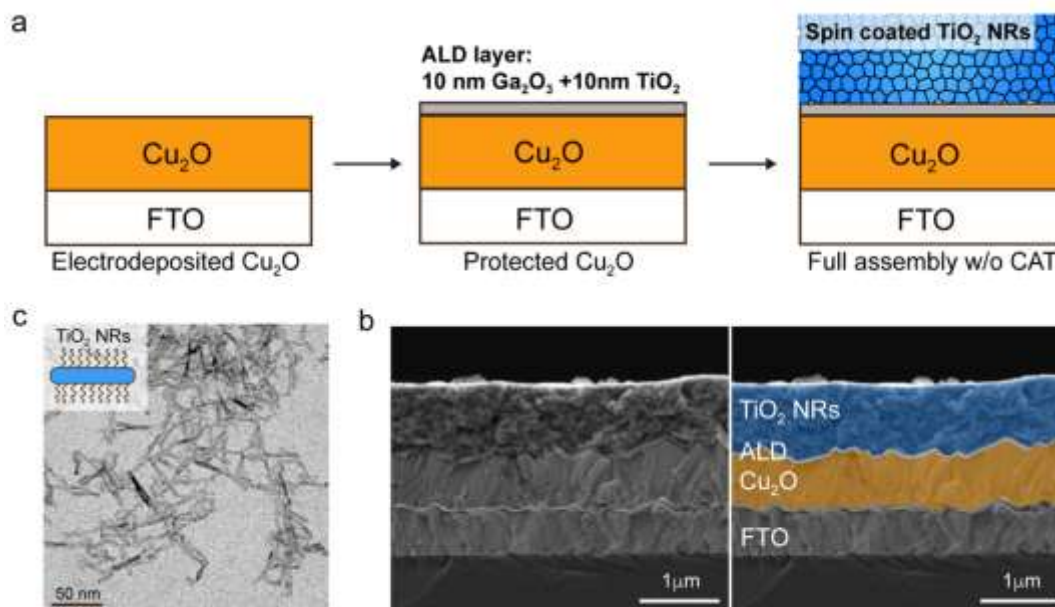 a
ALD layer:
10 nm Ga₂O₃ +10nm TiO₂
Spin coated TiO₂ NRs
Cu₂O
Cu₂O
Cu₂O
FTO
FTO
FTO
Electrodeposited Cu₂O
Protected Cu₂O
Full assembly w/o CAT
c
TiO₂ NRs
50 nm
b
TiO₂ NRs
ALD
Cu₂O
FTO
1µm
1µm